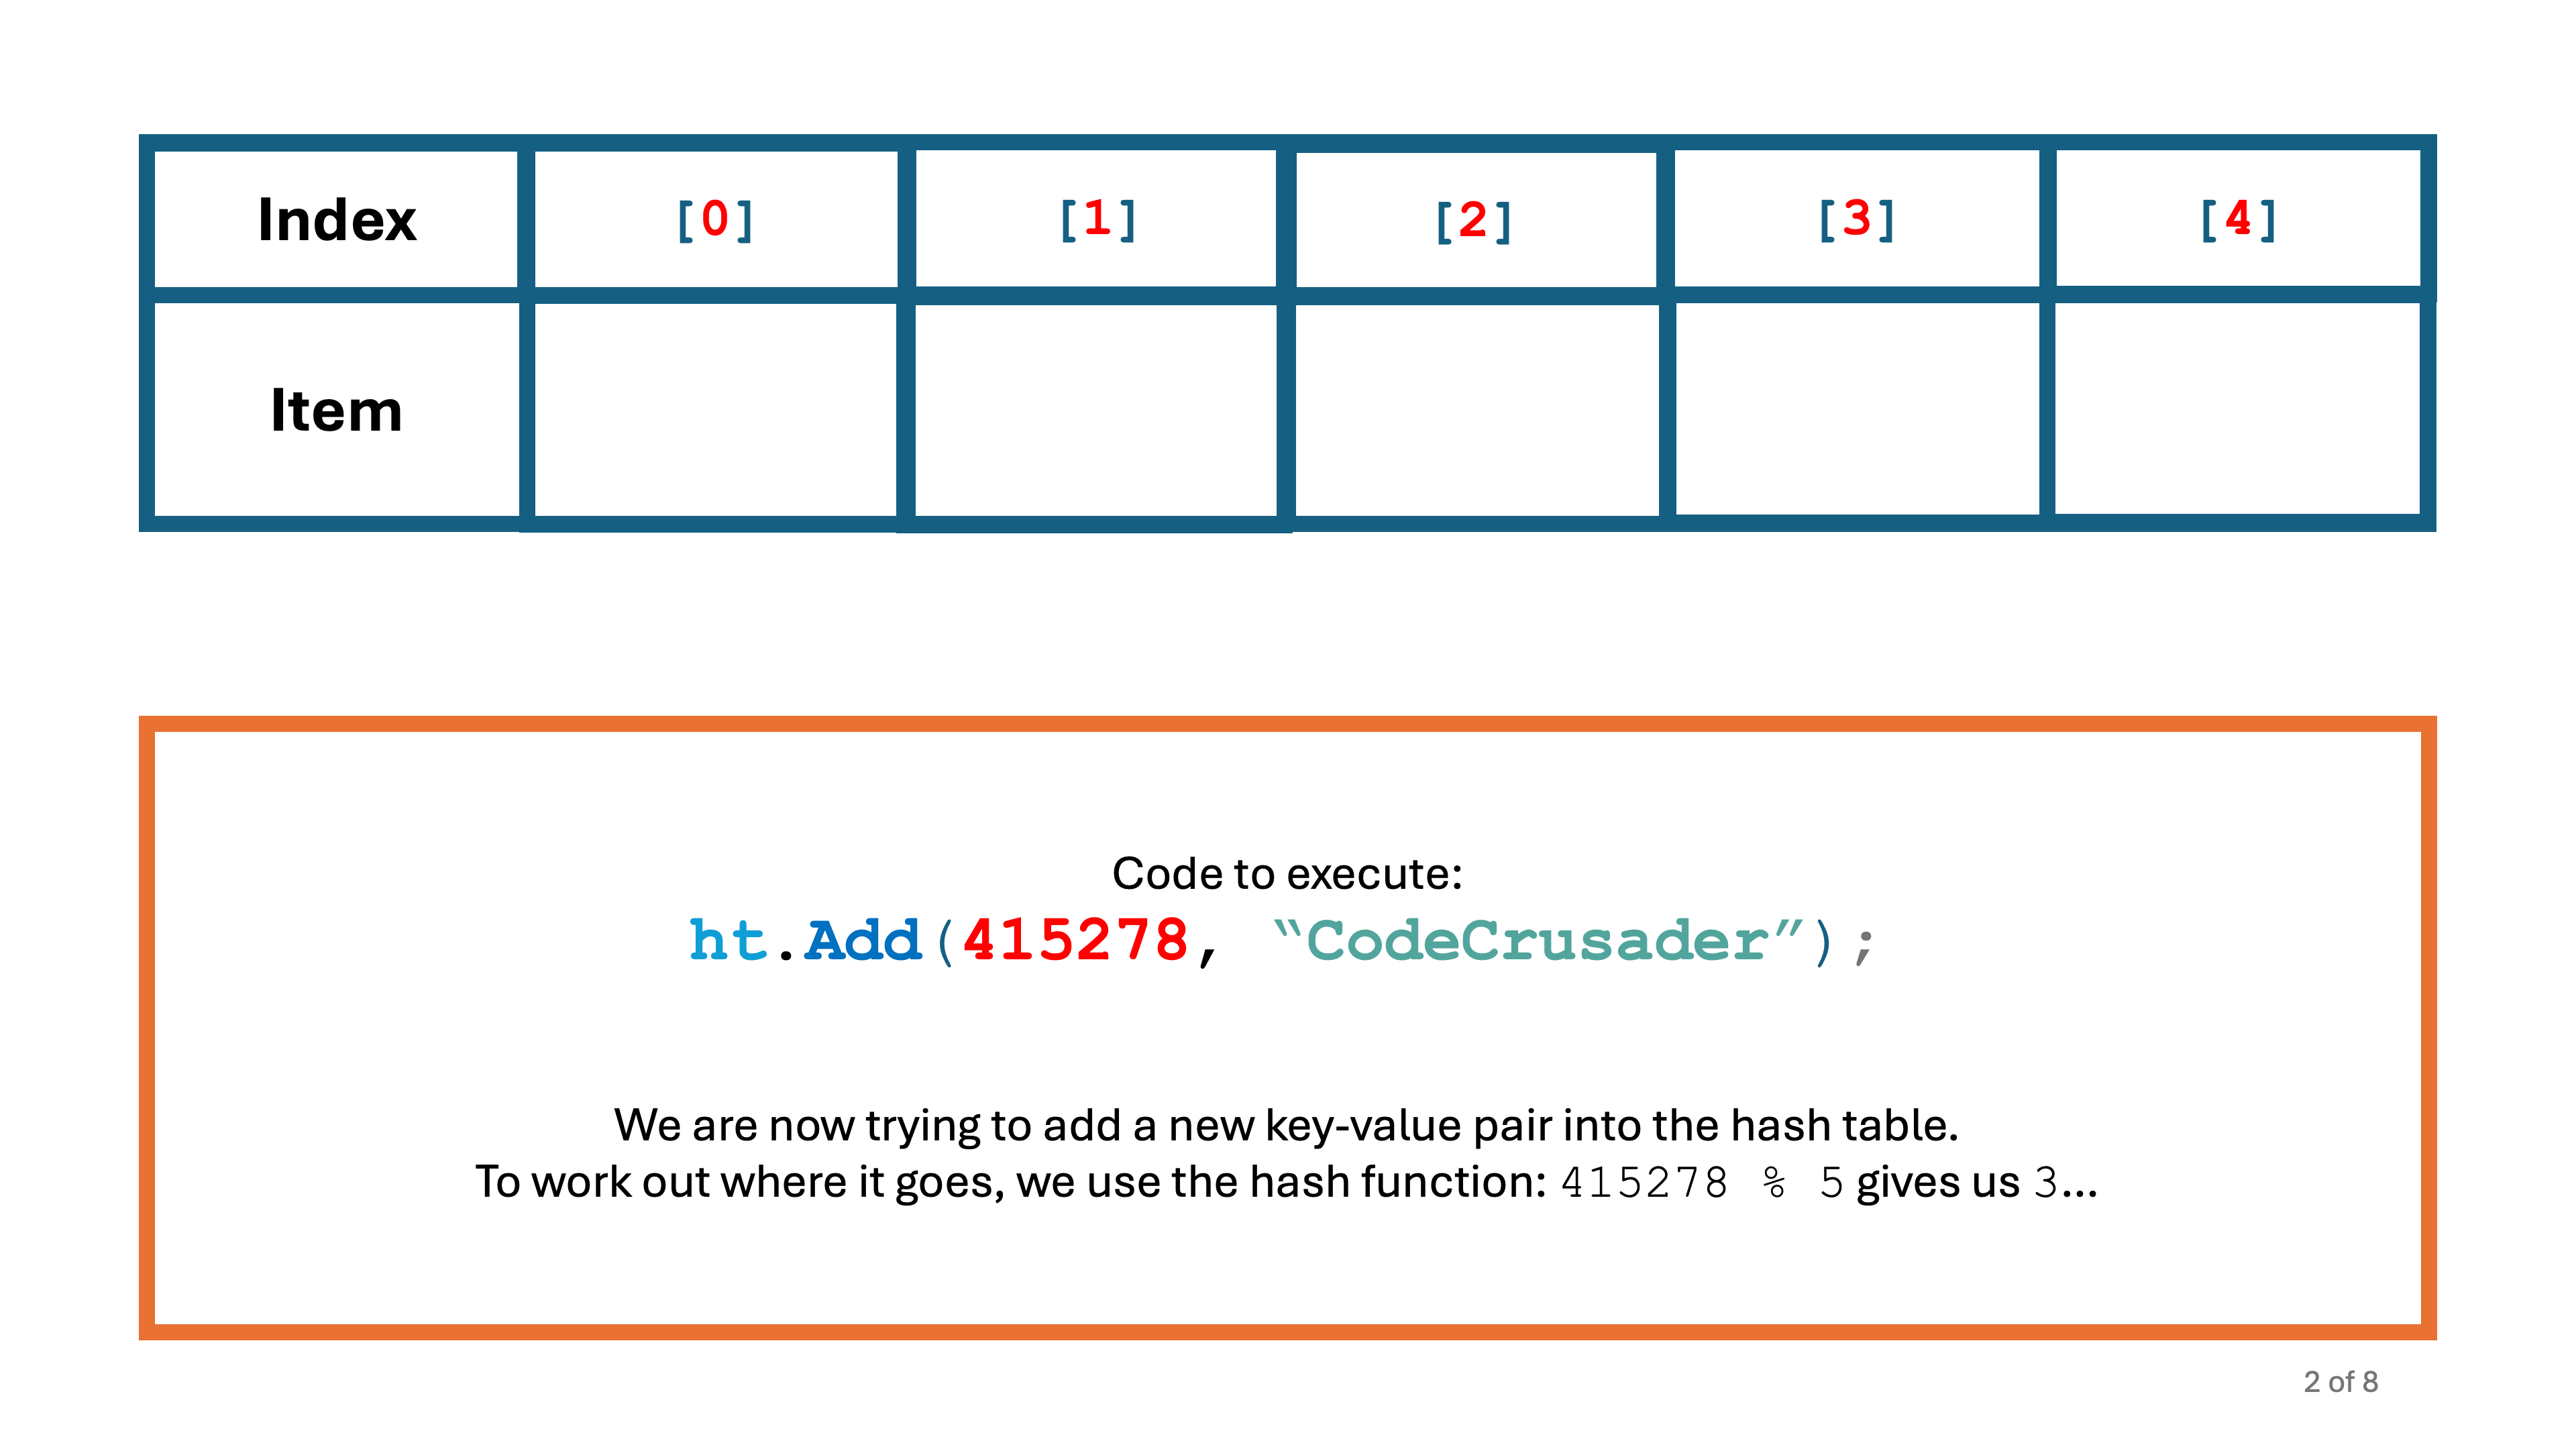 Index [0] [1] [2] [3] [4]
Item
Code to execute:
ht.Add(415278, “CodeCrusader”);
We are now trying to add a new key-value pair into the hash table.
To work out where it goes, we use the hash function: 415278 % 5 gives us 3...
2 of 8